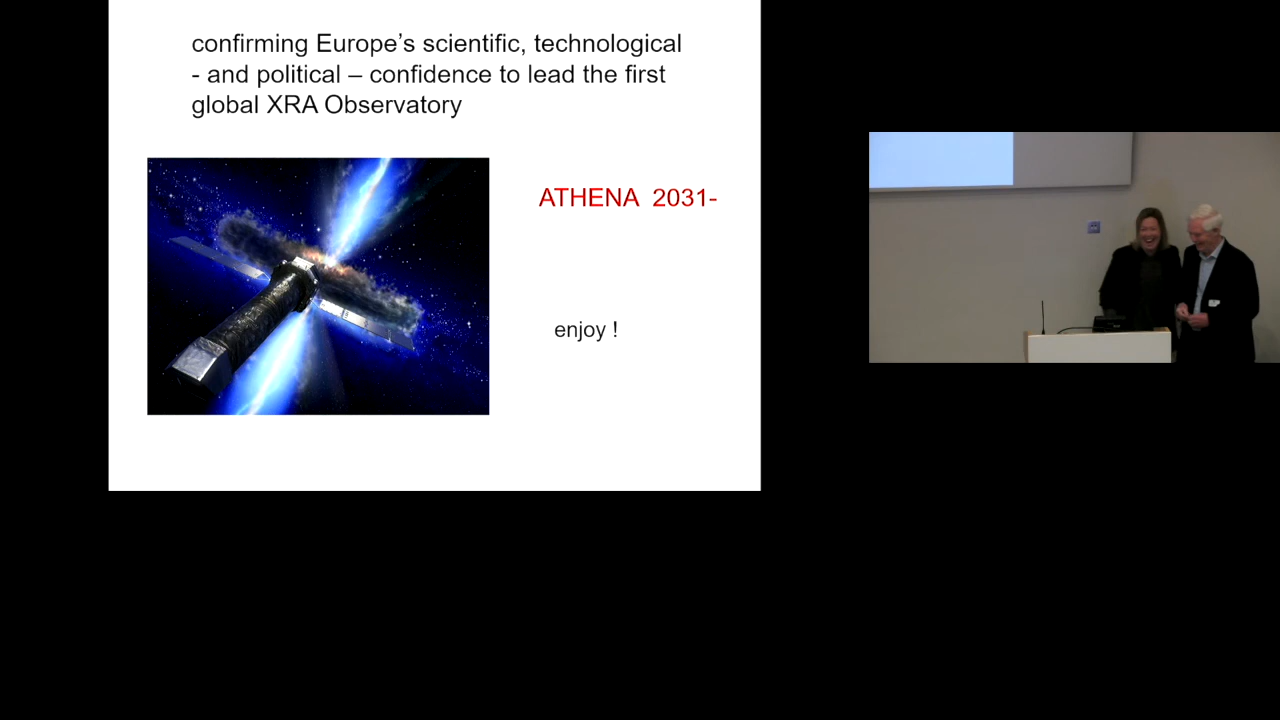 confirming Europe’s scientific, technological
- and political – confidence to lead the first
global XRA Observatory
ATHENA 2031-
enjoy !